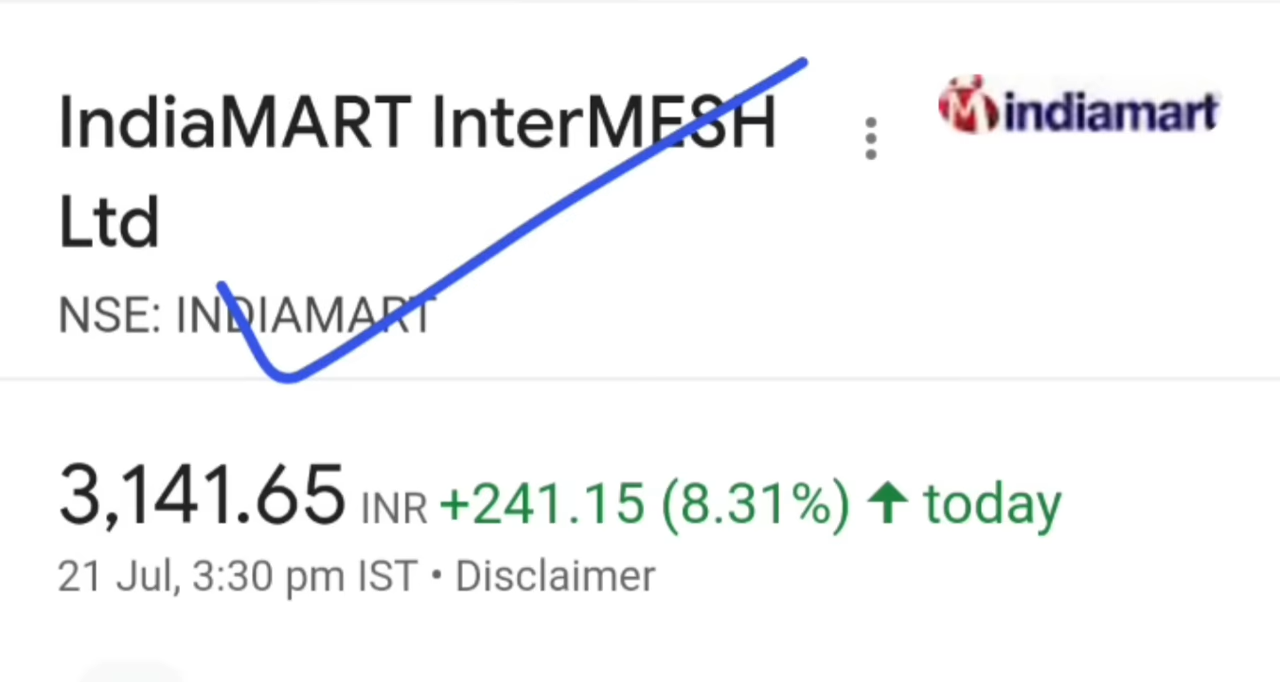 IndiaMART InterMESH
Ltd
indiamart
NSE: INDIAMART
3,141.65 INR +241.15 (8.31%) ↑ today
21 Jul, 3:30 pm IST • Disclaimer